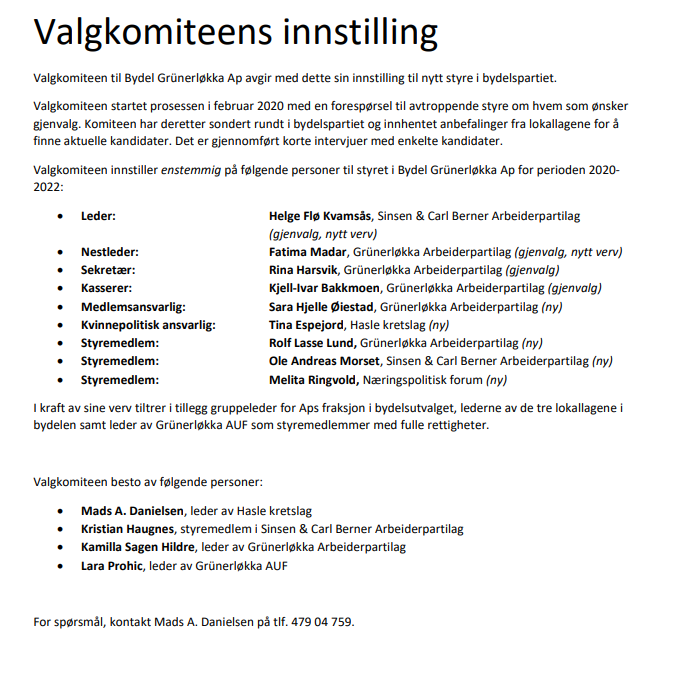 Valgkomiteens innstilling
Valgkomiteen til Bydel Grünerløkka Ap avgir med dette sin innstilling til nytt styre i bydelspartiet.
Valgkomiteen startet prosessen i februar 2020 med en forespørsel til avtroppende styre om hvem som ønsker
gjenvalg. Komiteen har deretter sondert rundt i bydelspartiet og innhentet anbefalinger fra lokallagene for å
finne aktuelle kandidater. Det er gjennomført korte intervjuer med enkelte kandidater.
Valgkomiteen innstiller enstemmig på følgende personer til styret i Bydel Grünerløkka Ap for perioden 2020-
2022:
• Leder: Helge Flø Kvamsås, Sinsen & Carl Berner Arbeiderpartilag
(gjenvalg, nytt verv)
• Nestleder: Fatima Madar, Grünerløkka Arbeiderpartilag (gjenvalg, nytt verv)
• Sekretær: Rina Harsvik, Grünerløkka Arbeiderpartilag (gjenvalg)
• Kasserer: Kjell-Ivar Bakkmoen, Grünerløkka Arbeiderpartilag (gjenvalg)
• Medlemsansvarlig: Sara Hjelle Øiestad, Grünerløkka Arbeiderpartilag (ny)
• Kvinnepolitisk ansvarlig: Tina Espejord, Hasle kretslag (ny)
• Styremedlem: Rolf Lasse Lund, Grünerløkka Arbeiderpartilag (ny)
• Styremedlem: Ole Andreas Morset, Sinsen & Carl Berner Arbeiderpartilag (ny)
• Styremedlem: Melita Ringvold, Næringspolitisk forum (ny)
I kraft av sine verv tiltrer i tillegg gruppeleder for Aps fraksjon i bydelsutvalget, lederne av de tre lokallagene i
bydelen samt leder av Grünerløkka AUF som styremedlemmer med fulle rettigheter.
Valgkomiteen besto av følgende personer:
• Mads A. Danielsen, leder av Hasle kretslag
• Kristian Haugnes, styremedlem i Sinsen & Carl Berner Arbeiderpartilag
• Kamilla Sagen Hildre, leder av Grünerløkka Arbeiderpartilag
• Lara Prohic, leder av Grünerløkka AUF
For spørsmål, kontakt Mads A. Danielsen på tlf. 479 04 759.